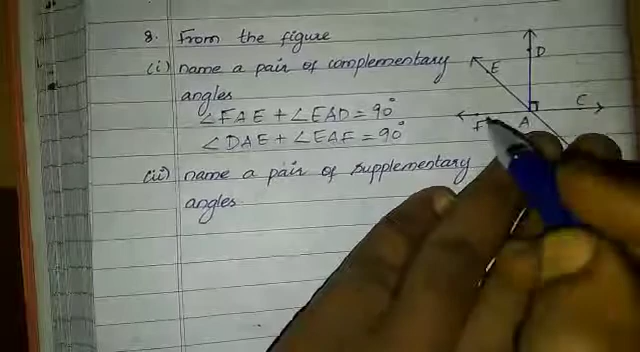 8. From the figure
(i) name a pair of complementary
angles
∠FAE + ∠EAD = 90°
∠DAE + ∠EAF = 90°
(ii) name a pair of supplementary
angles
D
E
C
F
A